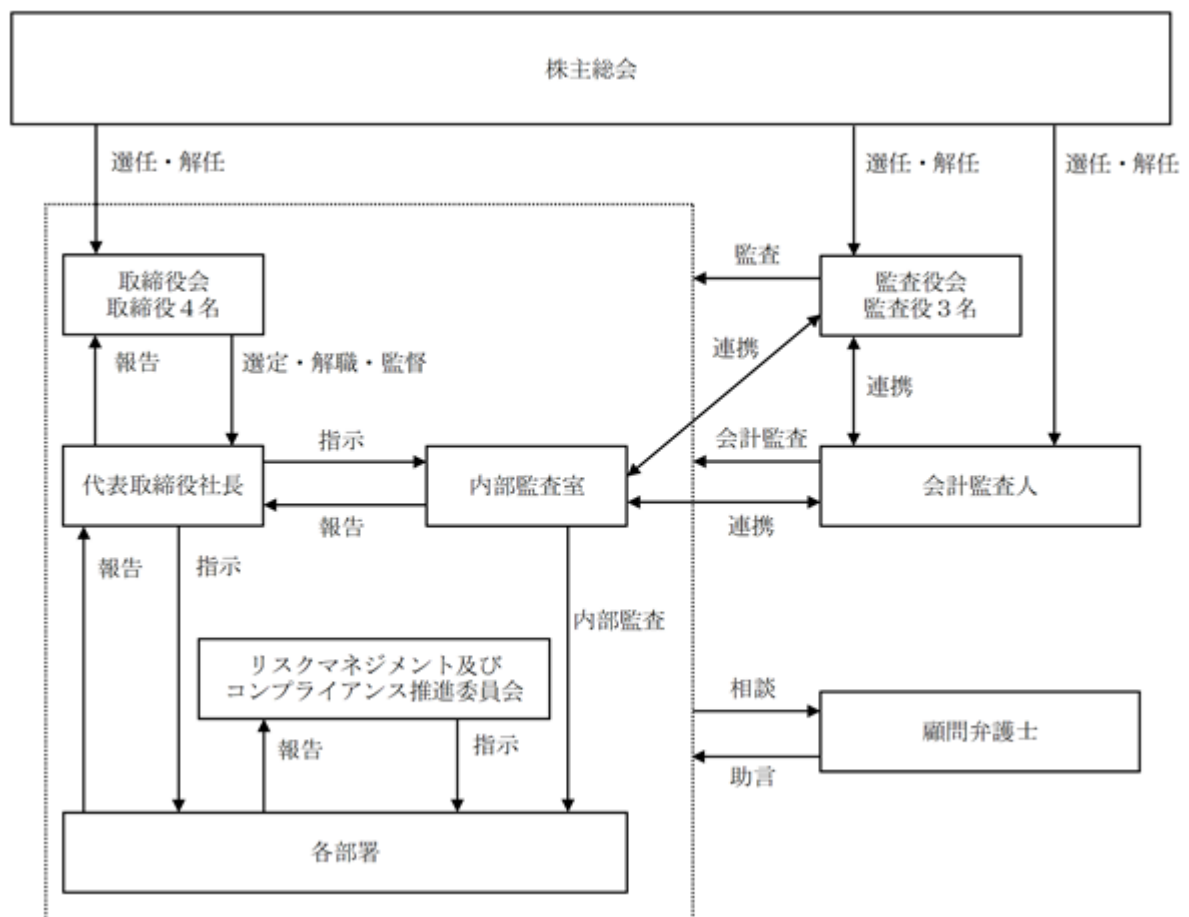 株主総会
選任・解任
選任・解任
選任・解任
取締役会
取締役４名
監査
監査役会
監査役３名
報告
選定・解職・監督
連携
連携
指示
会計監査
代表取締役社長
内部監査室
会計監査人
報告
連携
報告
指示
内部監査
リスクマネジメント及び
コンプライアンス推進委員会
相談
顧問弁護士
報告
指示
助言
各部署